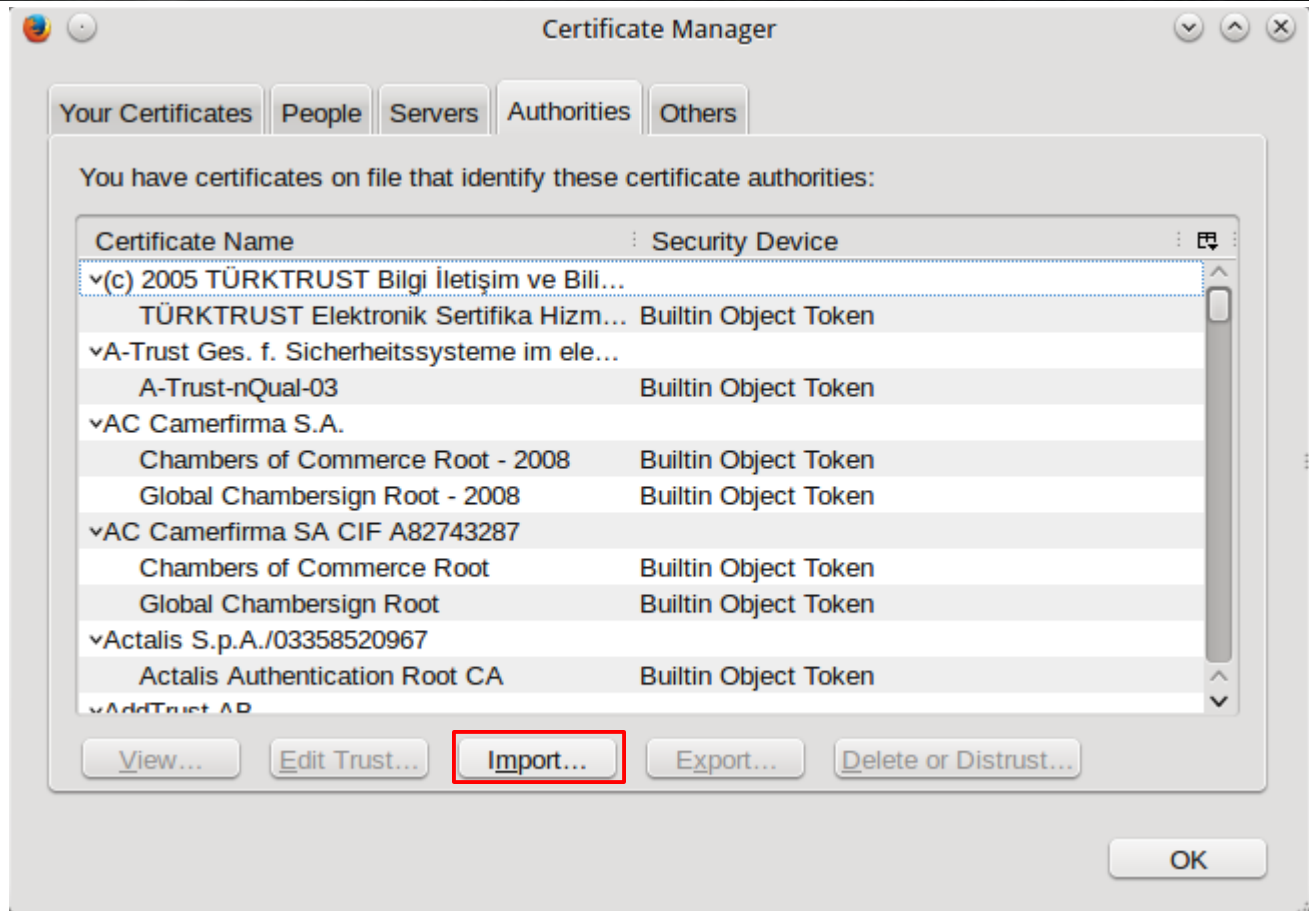 Certificate Manager
Your Certificates People Servers Authorities Others
You have certificates on file that identify these certificate authorities:
Certificate Name Security Device
(c) 2005 TÜRKTRUST Bilgi İletişim ve Bili…
TÜRKTRUST Elektronik Sertifika Hizm… Builtin Object Token
A-Trust Ges. f. Sicherheitssysteme im ele…
A-Trust-nQual-03 Builtin Object Token
AC Camerfirma S.A.
Chambers of Commerce Root - 2008 Builtin Object Token
Global Chambersign Root - 2008 Builtin Object Token
AC Camerfirma SA CIF A82743287
Chambers of Commerce Root Builtin Object Token
Global Chambersign Root Builtin Object Token
Actalis S.p.A./03358520967
Actalis Authentication Root CA Builtin Object Token
AddTrust AB
View… Edit Trust… Import… Export… Delete or Distrust…
OK